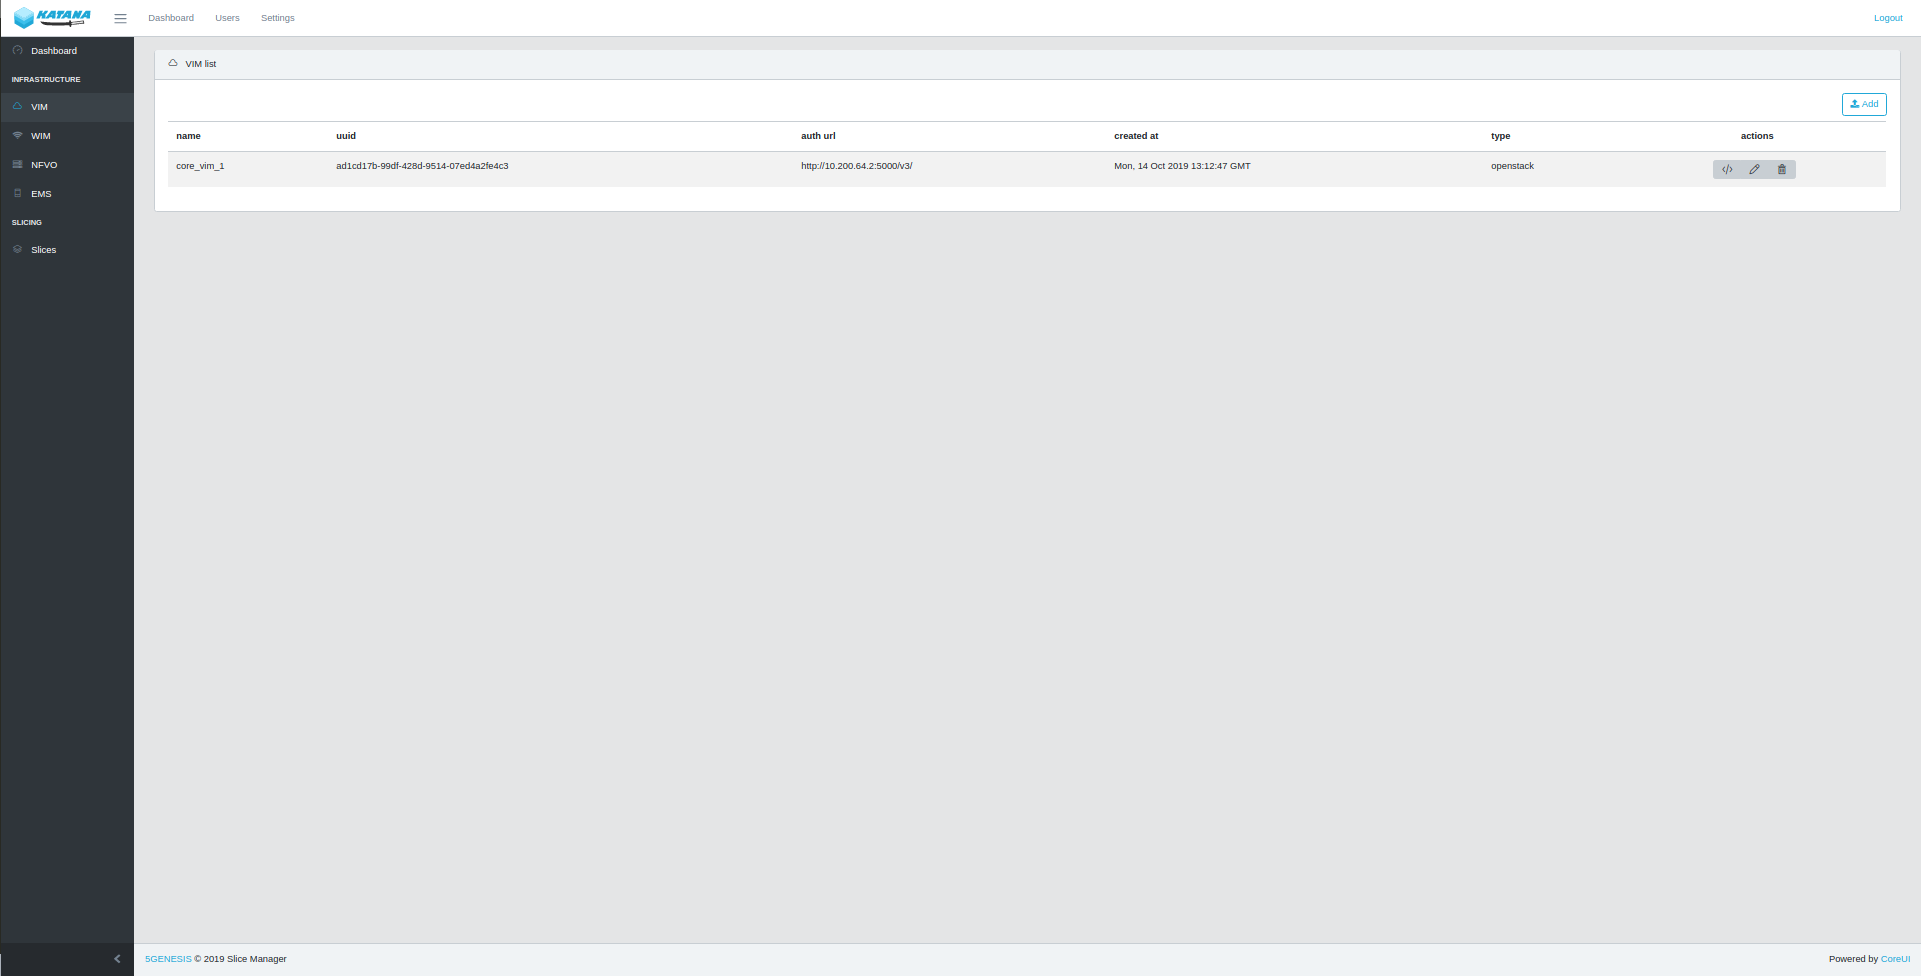 KATANA
Dashboard Users Settings Logout
Dashboard
INFRASTRUCTURE
VIM
WIM
NFVO
EMS
SLICING
Slices
VIM list
Add
name uuid auth url created at type actions
core_vim_1 ad1cd17b-99df-428d-9514-07ed4a2fe4c3 http://10.200.64.2:5000/v3/ Mon, 14 Oct 2019 13:12:47 GMT openstack
5GENESIS © 2019 Slice Manager Powered by CoreUI